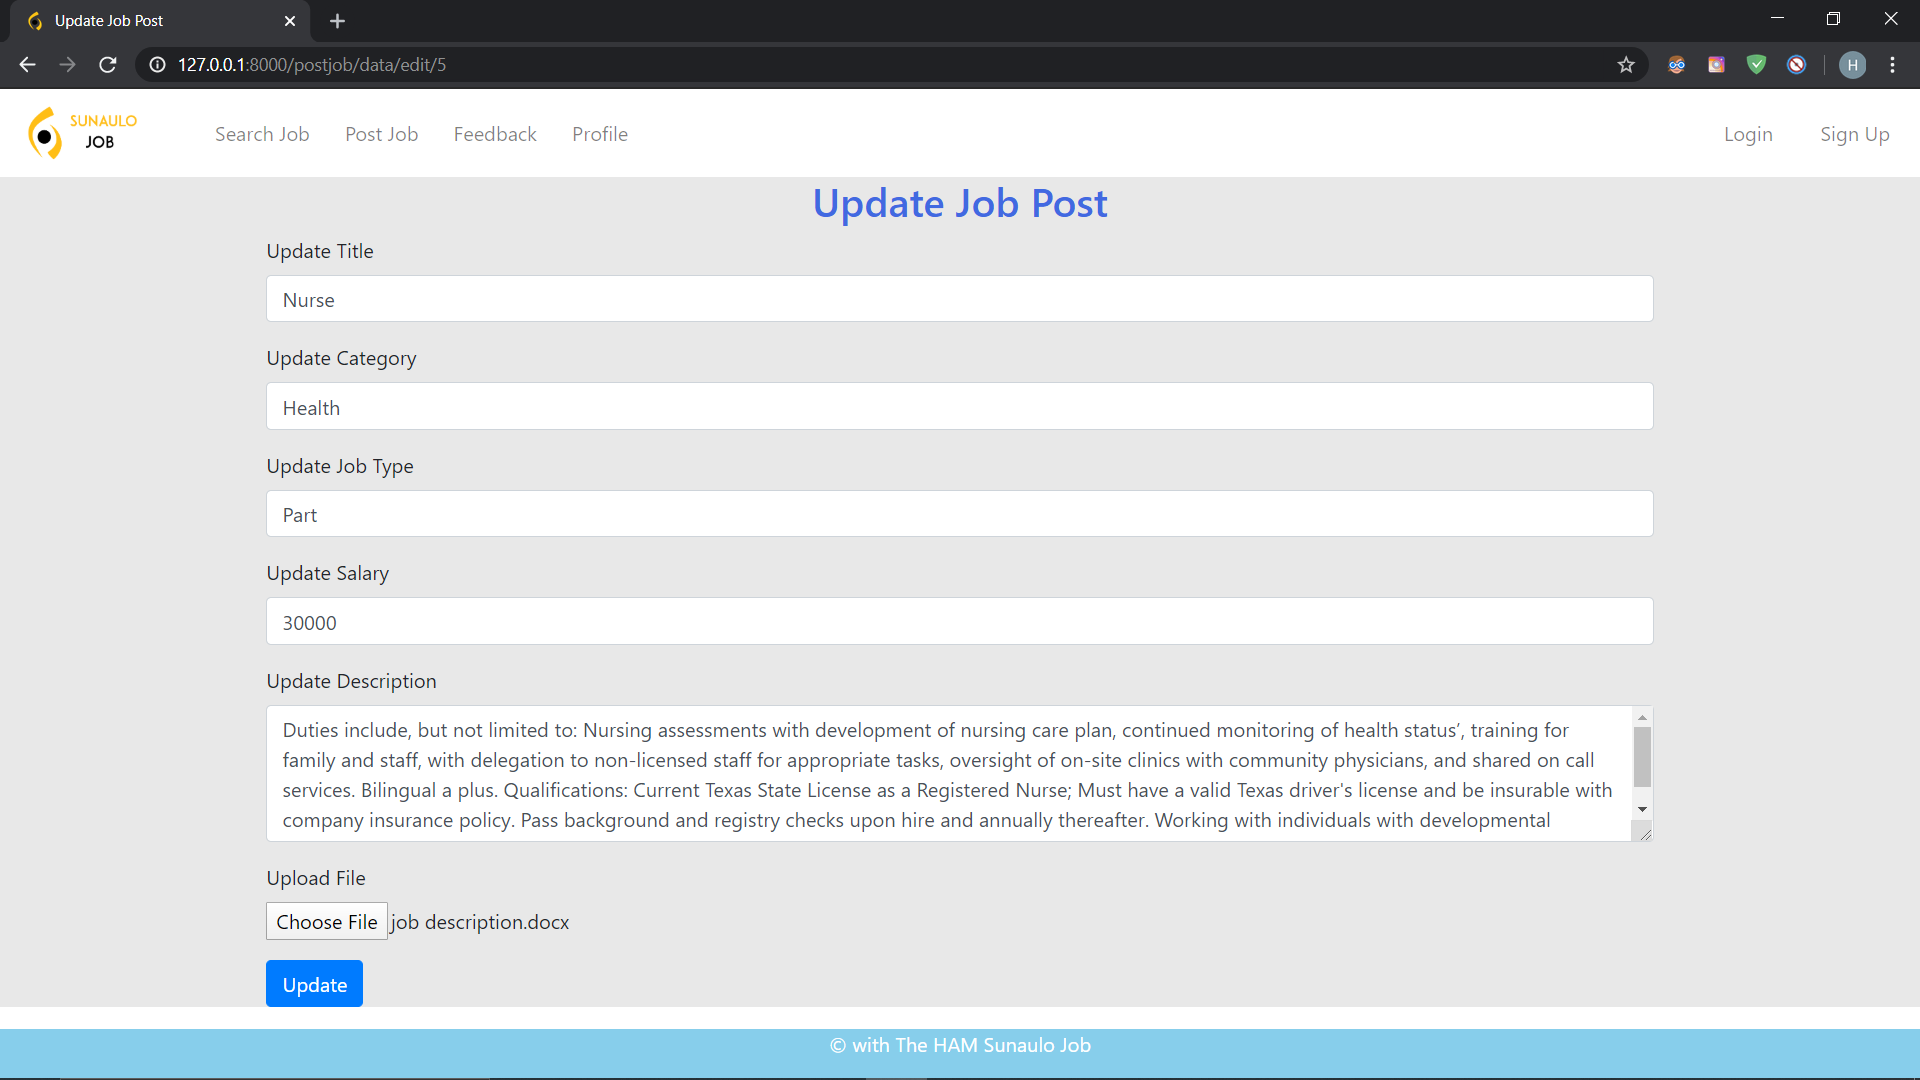 Update Job Post
127.0.0.1:8000/postjob/data/edit/5
H
SUNAULO
JOB
Search Job
Post Job
Feedback
Profile
Login
Sign Up
Update Job Post
Update Title
Nurse
Update Category
Health
Update Job Type
Part
Update Salary
30000
Update Description
Duties include, but not limited to: Nursing assessments with development of nursing care plan, continued monitoring of health status’, training for
family and staff, with delegation to non-licensed staff for appropriate tasks, oversight of on-site clinics with community physicians, and shared on call
services. Bilingual a plus. Qualifications: Current Texas State License as a Registered Nurse; Must have a valid Texas driver's license and be insurable with
company insurance policy. Pass background and registry checks upon hire and annually thereafter. Working with individuals with developmental
Upload File
Choose File job description.docx
Update
© with The HAM Sunaulo Job